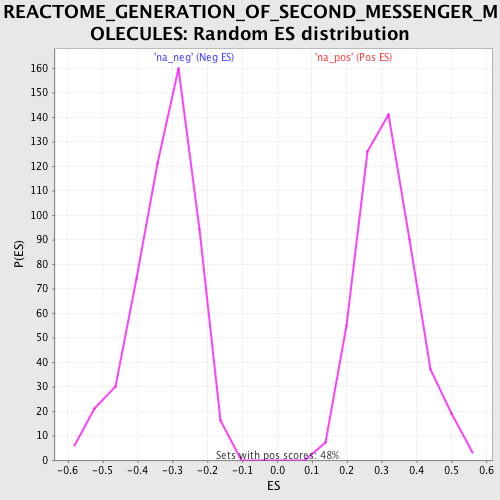 REACTOME_GENERATION_OF_SECOND_MESSENGER_M
OLECULES: Random ES distribution
'na_neg' (Neg ES) 'na_pos' (Pos ES)
160
150
140
130
120
110
100
90
80
70
60
50
40
30
20
10
0
P(ES)
Sets with pos scores: 48%
-0.6 -0.5 -0.4 -0.3 -0.2 -0.1 0.0 0.1 0.2 0.3 0.4 0.5 0.6
ES